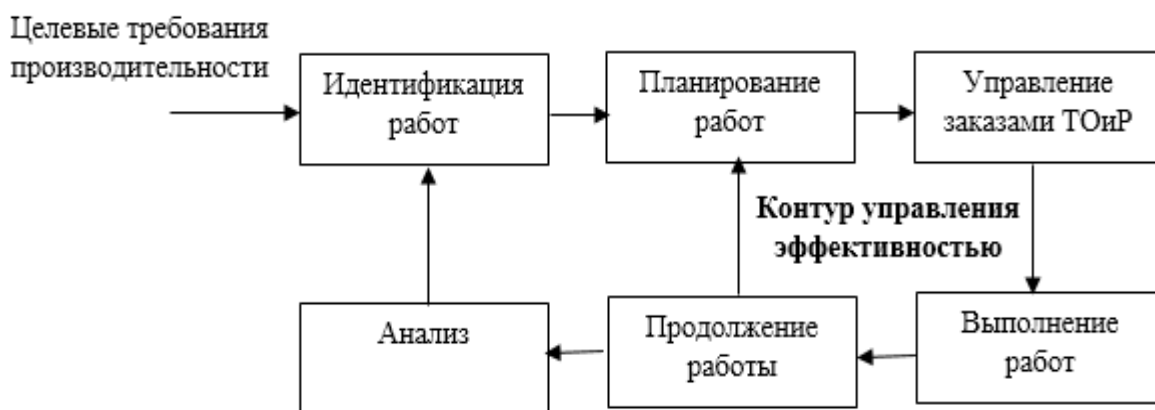 Целевые требования
производительности
Идентификация
работ
Планирование
работ
Управление
заказами ТОиР
Контур управления
эффективностью
Анализ
Продолжение
работы
Выполнение
работ